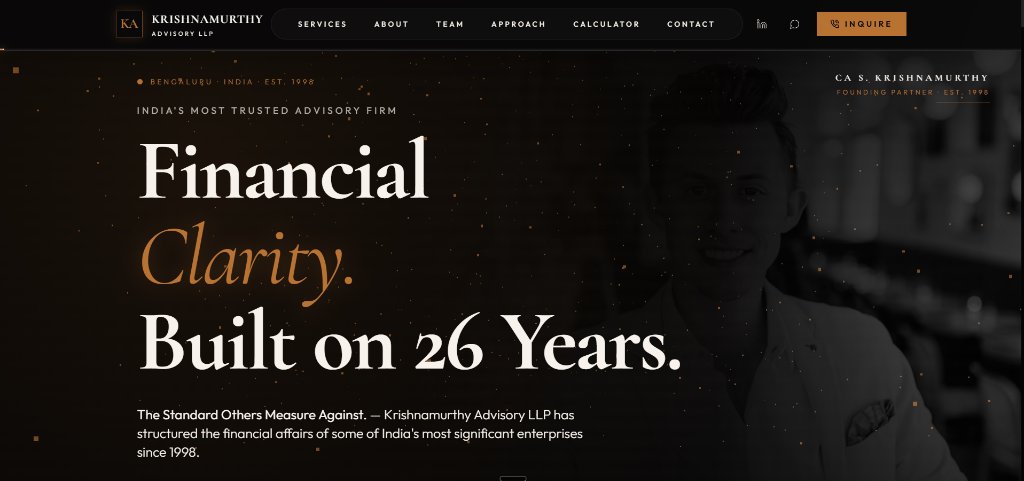 KA
KRISHNAMURTHY
ADVISORY LLP
SERVICES
ABOUT
TEAM
APPROACH
CALCULATOR
CONTACT
in
INQUIRE
BENGALURU · INDIA · EST. 1998
CA S. KRISHNAMURTHY
FOUNDING PARTNER · EST. 1998
INDIA'S MOST TRUSTED ADVISORY FIRM
Financial
Clarity.
Built on 26 Years.
The Standard Others Measure Against. — Krishnamurthy Advisory LLP has
structured the financial affairs of some of India's most significant enterprises
since 1998.